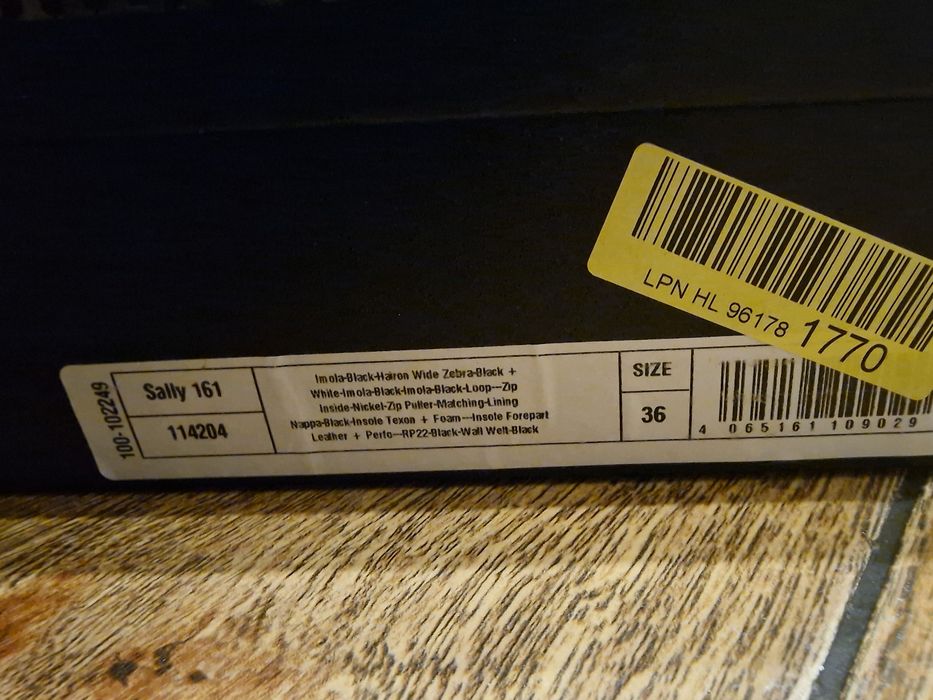 LPN HL 96178 1770
100-102249
Sally 161
114204
Imola-Black-Hairon Wide Zebra-Black +
White-Imola-Black-Imola-Black-Loop---Zip
Inside-Nickel-Zip Puller-Matching-Lining
Nappa-Black-Insole Texon + Foam---Insole Forepart
Leather + Perfo---RP22-Black-Wall Welt-Black
SIZE
36
4 065161 109029